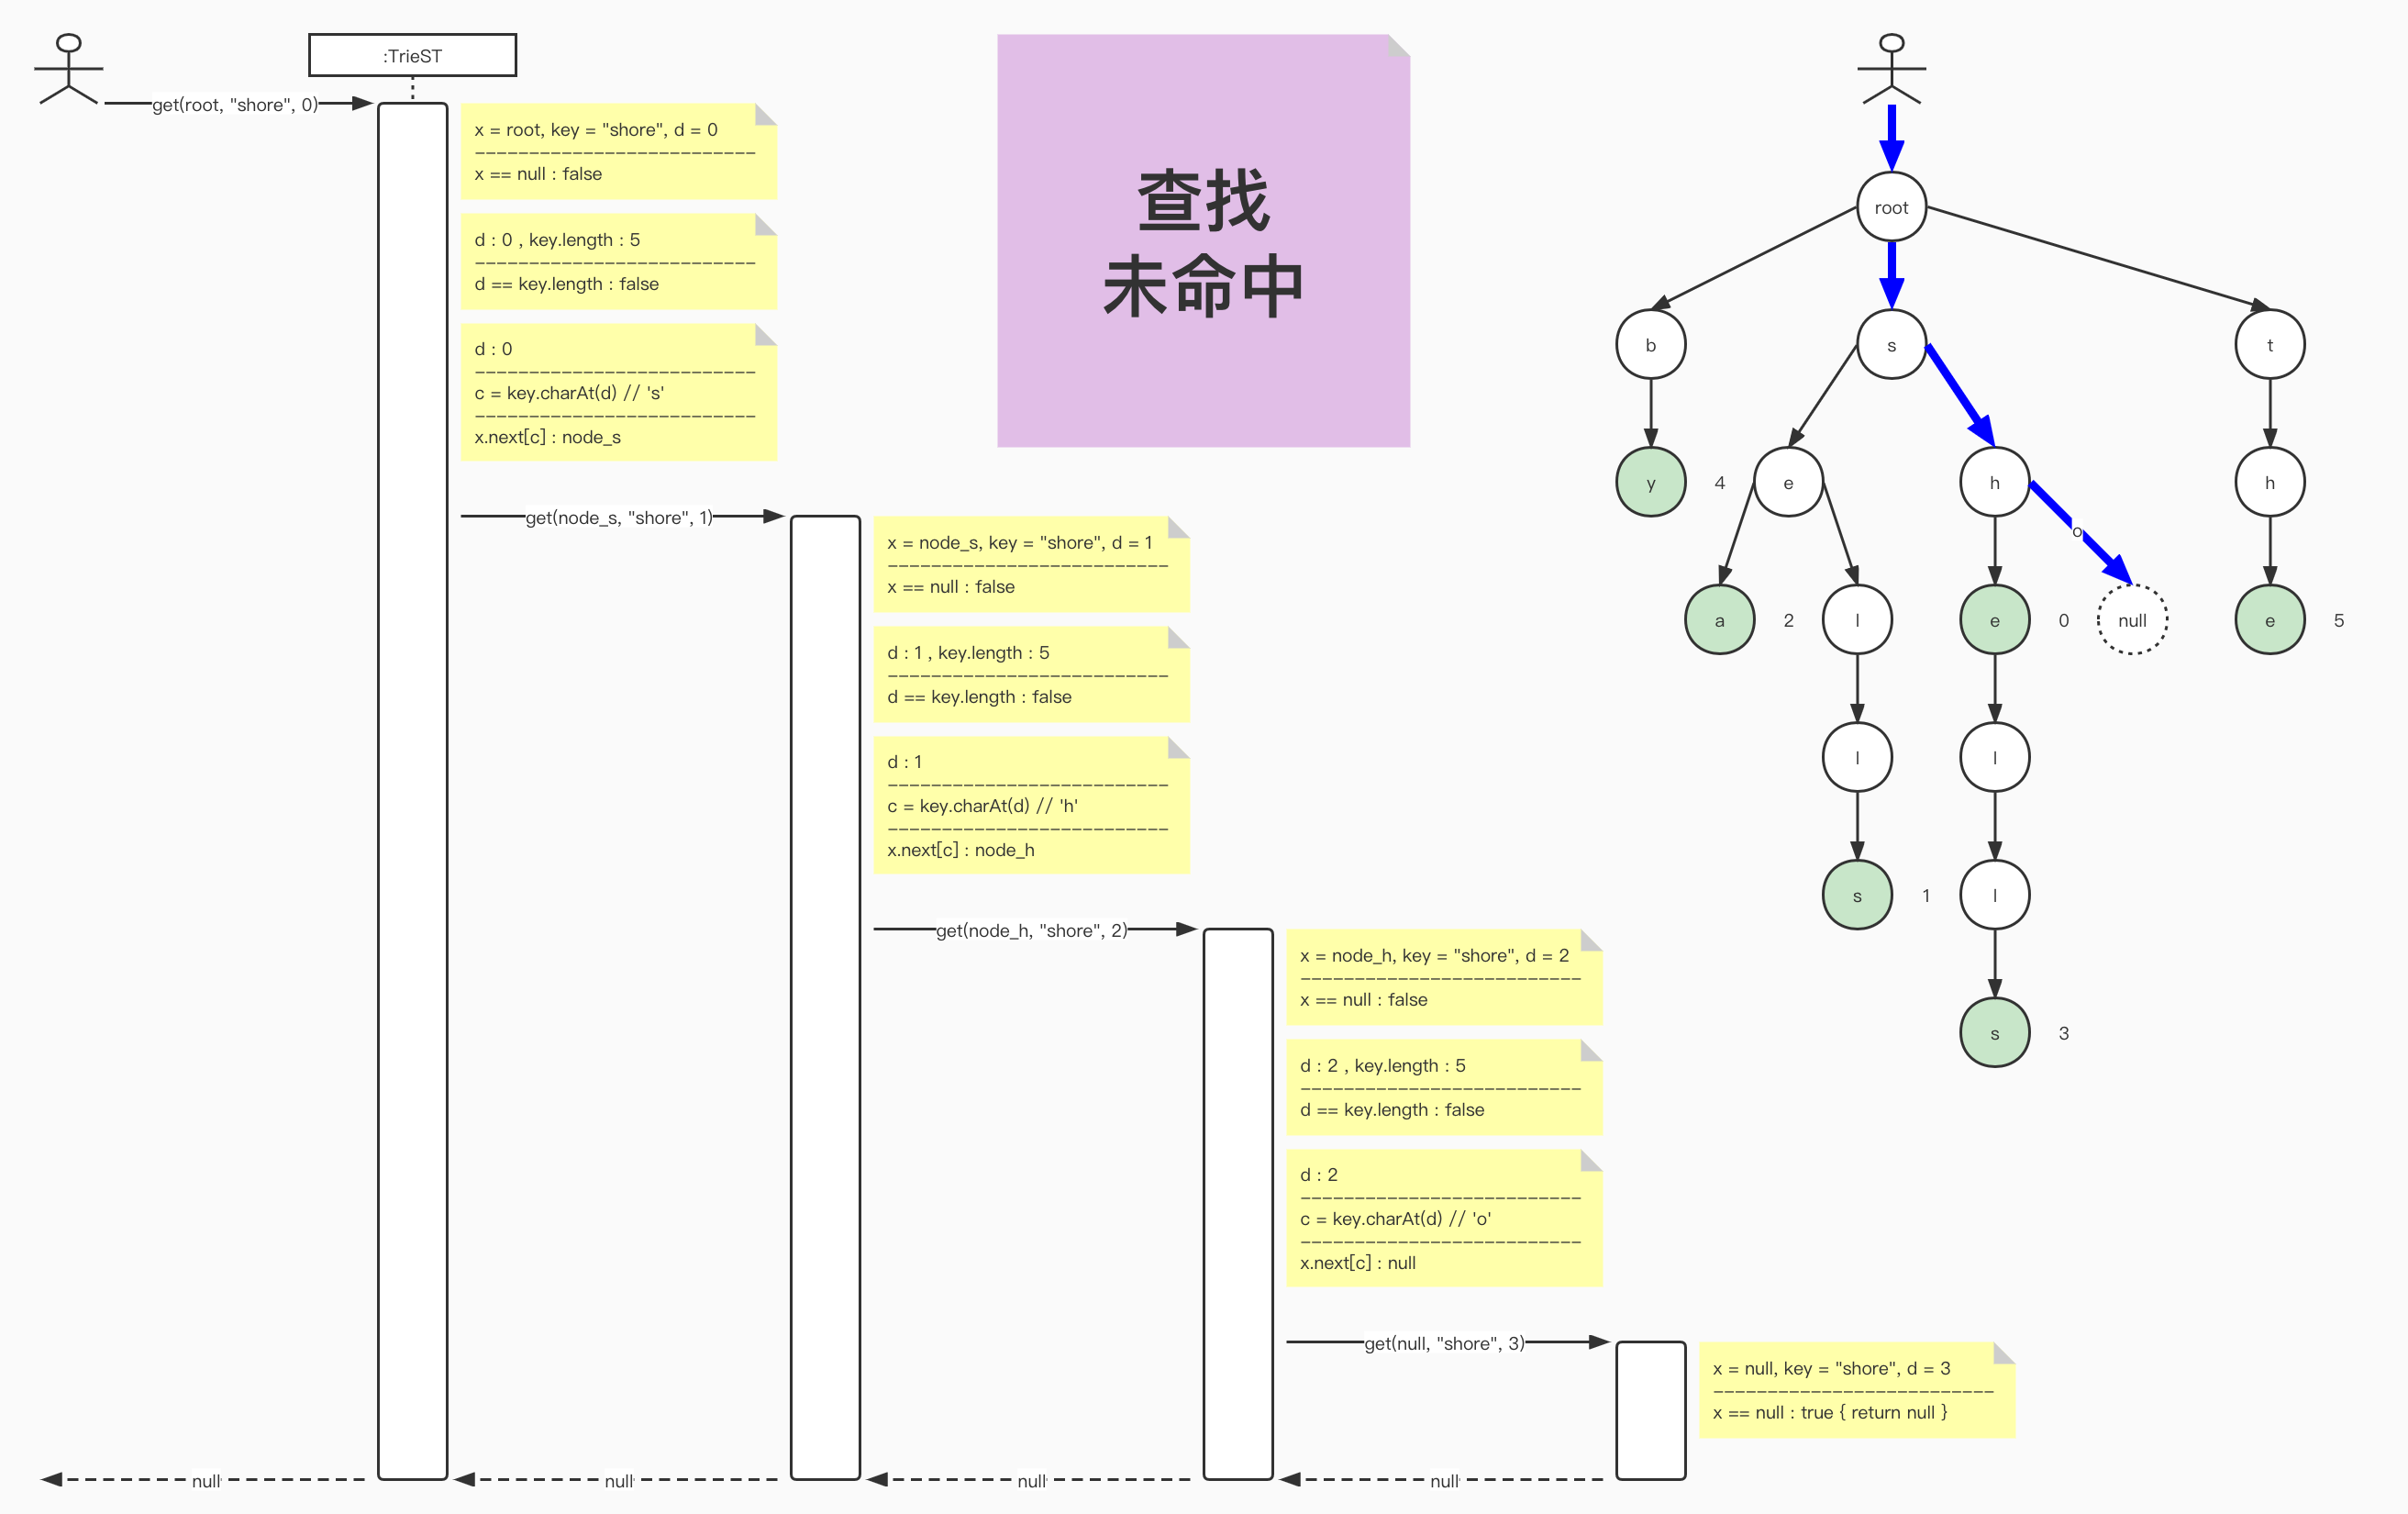 :TrieST
get(root, "shore", 0)
x = root, key = "shore", d = 0
--------------------------
x == null : false
d : 0 , key.length : 5
--------------------------
d == key.length : false
d : 0
--------------------------
c = key.charAt(d) // 's'
--------------------------
x.next[c] : node_s
查找
未命中
get(node_s, "shore", 1)
x = node_s, key = "shore", d = 1
--------------------------
x == null : false
d : 1 , key.length : 5
--------------------------
d == key.length : false
d : 1
--------------------------
c = key.charAt(d) // 'h'
--------------------------
x.next[c] : node_h
get(node_h, "shore", 2)
x = node_h, key = "shore", d = 2
--------------------------
x == null : false
d : 2 , key.length : 5
--------------------------
d == key.length : false
d : 2
--------------------------
c = key.charAt(d) // 'o'
--------------------------
x.next[c] : null
get(null, "shore", 3)
x = null, key = "shore", d = 3
--------------------------
x == null : true { return null }
null
null
null
null
root
b
s
t
y
4
e
h
h
o
a
2
l
e
0
null
e
5
l
l
s
1
l
s
3